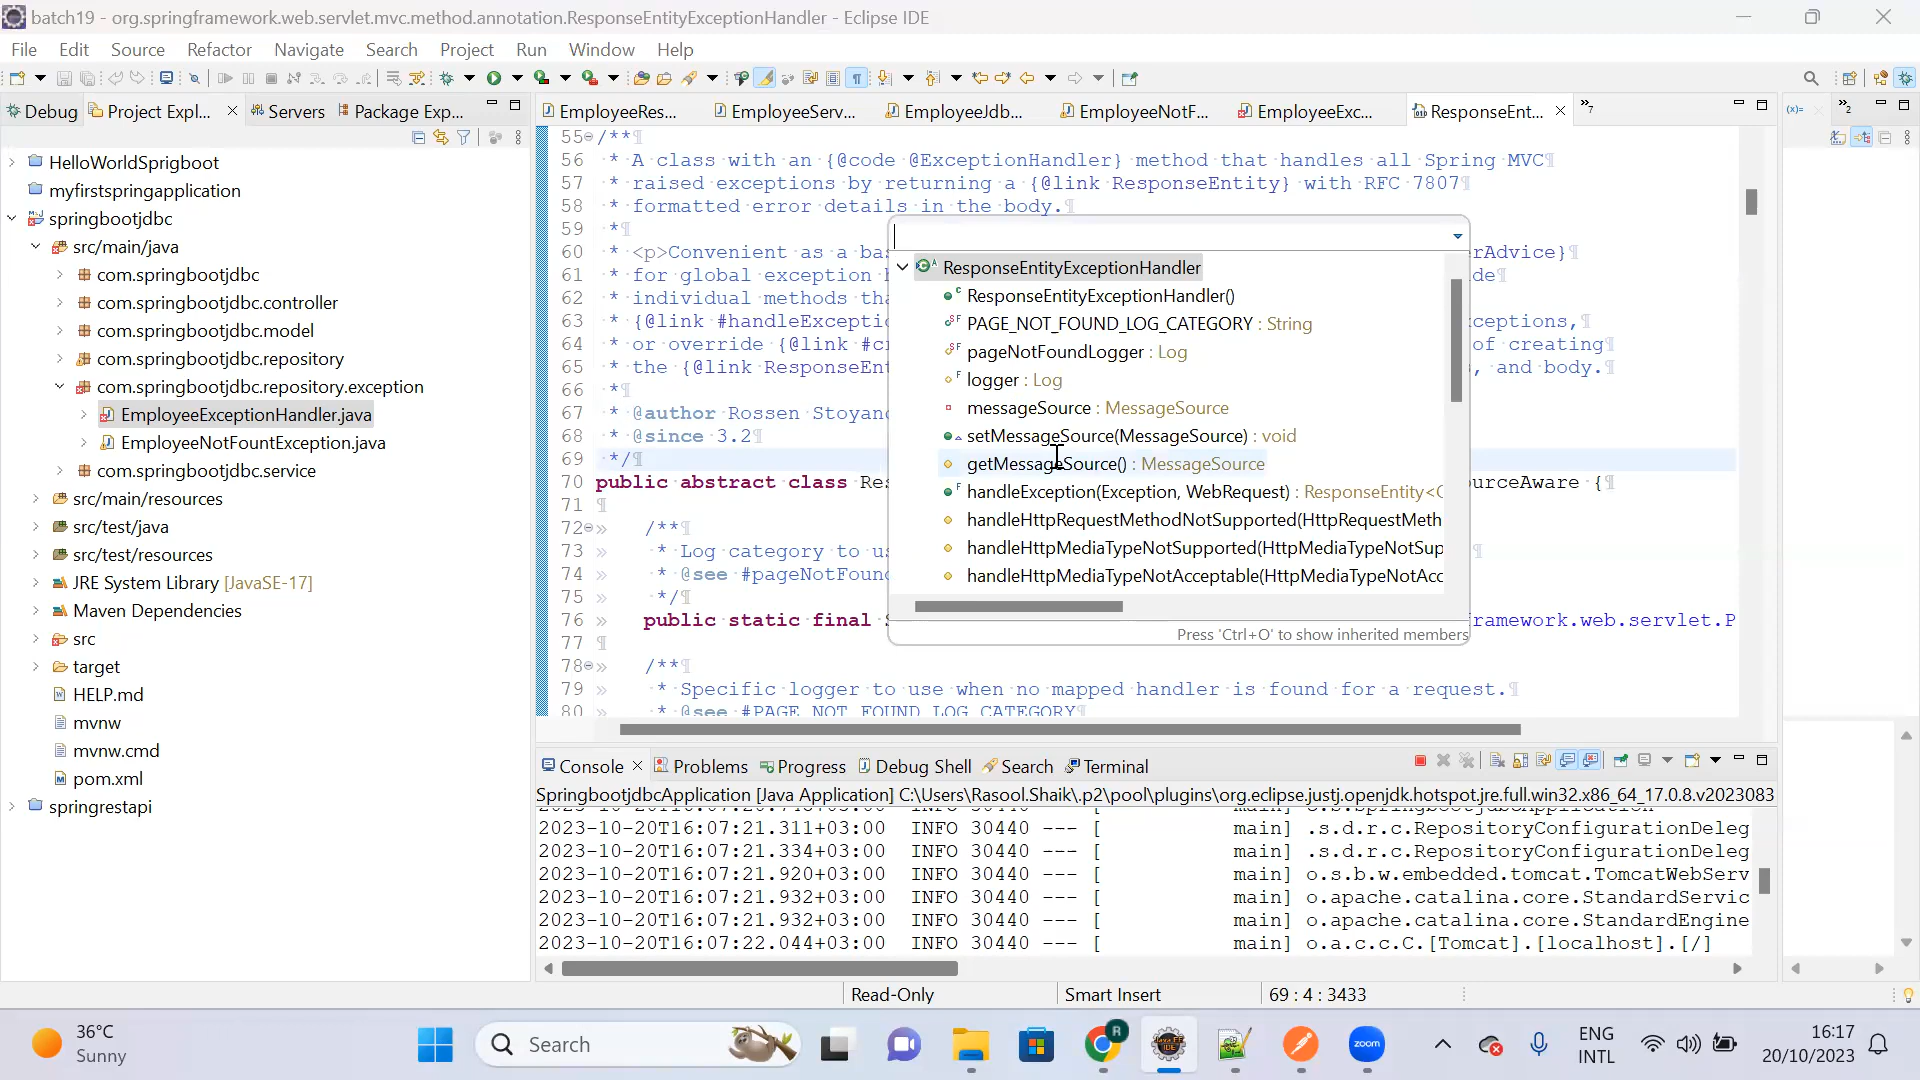 batch19 - org.springframework.web.servlet.mvc.method.annotation.ResponseEntityExceptionHandler - Eclipse IDE
File Edit Source Refactor Navigate Search Project Run Window Help
Debug Project Expl... Servers Package Exp...
HelloWorldSprigboot
myfirstspringapplication
springbootjdbc
src/main/java
com.springbootjdbc
com.springbootjdbc.controller
com.springbootjdbc.model
com.springbootjdbc.repository
com.springbootjdbc.repository.exception
EmployeeExceptionHandler.java
EmployeeNotFountException.java
com.springbootjdbc.service
src/main/resources
src/test/java
src/test/resources
JRE System Library [JavaSE-17]
Maven Dependencies
src
target
HELP.md
mvnw
mvnw.cmd
pom.xml
springrestapi
EmployeeRes... EmployeeServ... EmployeeJdb... EmployeeNotF... EmployeeExc... ResponseEnt... 7
2
55 /**
56 * A class with an {@code @ExceptionHandler} method that handles all Spring MVC
57 * raised exceptions by returning a {@link ResponseEntity} with RFC 7807
58 * formatted error details in the body.
59 *
60 * <p>Convenient as a ba erAdvice}
61 * for global exception de
62 * individual methods tha
63 * {@link #handleExceptio ceptions,
64 * or override {@link #c of creating
65 * the {@link ResponseEn , and body.
66 *
67 * @author Rossen Stoyan
68 * @since 3.2
69 */
70 public abstract class Res ourceAware {
71
72 /**
73 * Log category to u
74 * @see #pageNotFoun
75 */
76 public static final ramework.web.servlet.P
77
78 /**
79 * Specific logger to use when no mapped handler is found for a request.
80 * @see #PAGE_NOT_FOUND_LOG_CATEGORY
ResponseEntityExceptionHandler
ResponseEntityExceptionHandler()
PAGE_NOT_FOUND_LOG_CATEGORY : String
pageNotFoundLogger : Log
logger : Log
messageSource : MessageSource
setMessageSource(MessageSource) : void
getMessageSource() : MessageSource
handleException(Exception, WebRequest) : ResponseEntity<
handleHttpRequestMethodNotSupported(HttpRequestMeth
handleHttpMediaTypeNotSupported(HttpMediaTypeNotSup
handleHttpMediaTypeNotAcceptable(HttpMediaTypeNotAcc
Press 'Ctrl+O' to show inherited members
Console Problems Progress Debug Shell Search Terminal
SpringbootjdbcApplication [Java Application] C:\Users\Rasool.Shaik\.p2\pool\plugins\org.eclipse.justj.openjdk.hotspot.jre.full.win32.x86_64_17.0.8.v2023083
2023-10-20T16:07:21.311+03:00 INFO 30440 --- [ main] .s.d.r.c.RepositoryConfigurationDeleg
2023-10-20T16:07:21.334+03:00 INFO 30440 --- [ main] .s.d.r.c.RepositoryConfigurationDeleg
2023-10-20T16:07:21.920+03:00 INFO 30440 --- [ main] o.s.b.w.embedded.tomcat.TomcatWebServ
2023-10-20T16:07:21.932+03:00 INFO 30440 --- [ main] o.apache.catalina.core.StandardServic
2023-10-20T16:07:21.932+03:00 INFO 30440 --- [ main] o.apache.catalina.core.StandardEngine
2023-10-20T16:07:22.044+03:00 INFO 30440 --- [ main] o.a.c.c.C.[Tomcat].[localhost].[/]
Read-Only Smart Insert 69 : 4 : 3433
36°C
Sunny
Search
R
zoom
ENG
INTL
16:17
20/10/2023